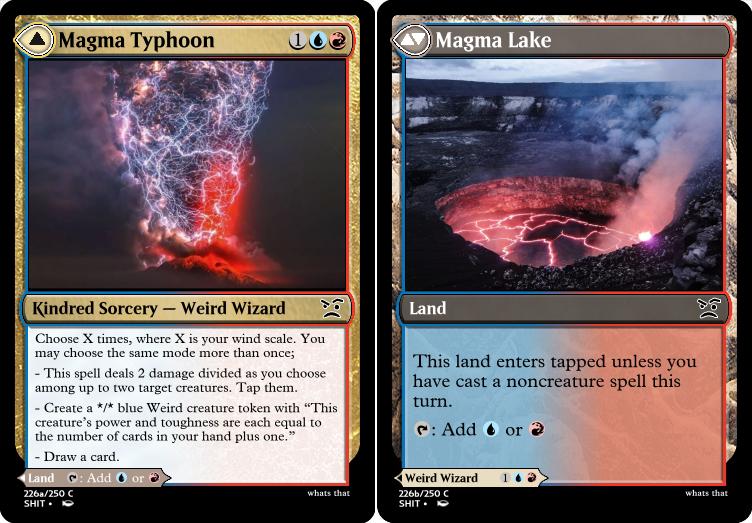 Magma Typhoon 1
Kindred Sorcery — Weird Wizard
Choose X times, where X is your wind scale. You
may choose the same mode more than once;
- This spell deals 2 damage divided as you choose
among up to two target creatures. Tap them.
- Create a */* blue Weird creature token with “This
creature's power and toughness are each equal to
the number of cards in your hand plus one.”
- Draw a card.
Land : Add or
226a/250 C
SHIT •
whats that
Magma Lake
Land
This land enters tapped unless you
have cast a noncreature spell this
turn.
: Add or
Weird Wizard 1
226b/250 C
SHIT •
whats that